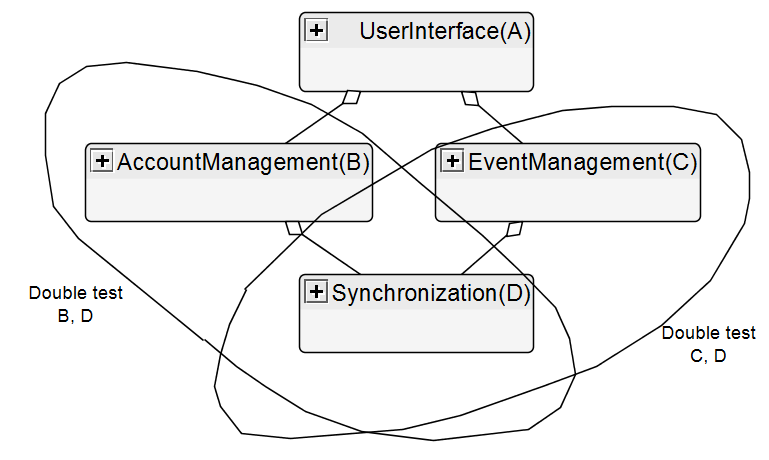 UserInterface(A)
AccountManagement(B)
EventManagement(C)
Synchronization(D)
Double test
B, D
Double test
C, D